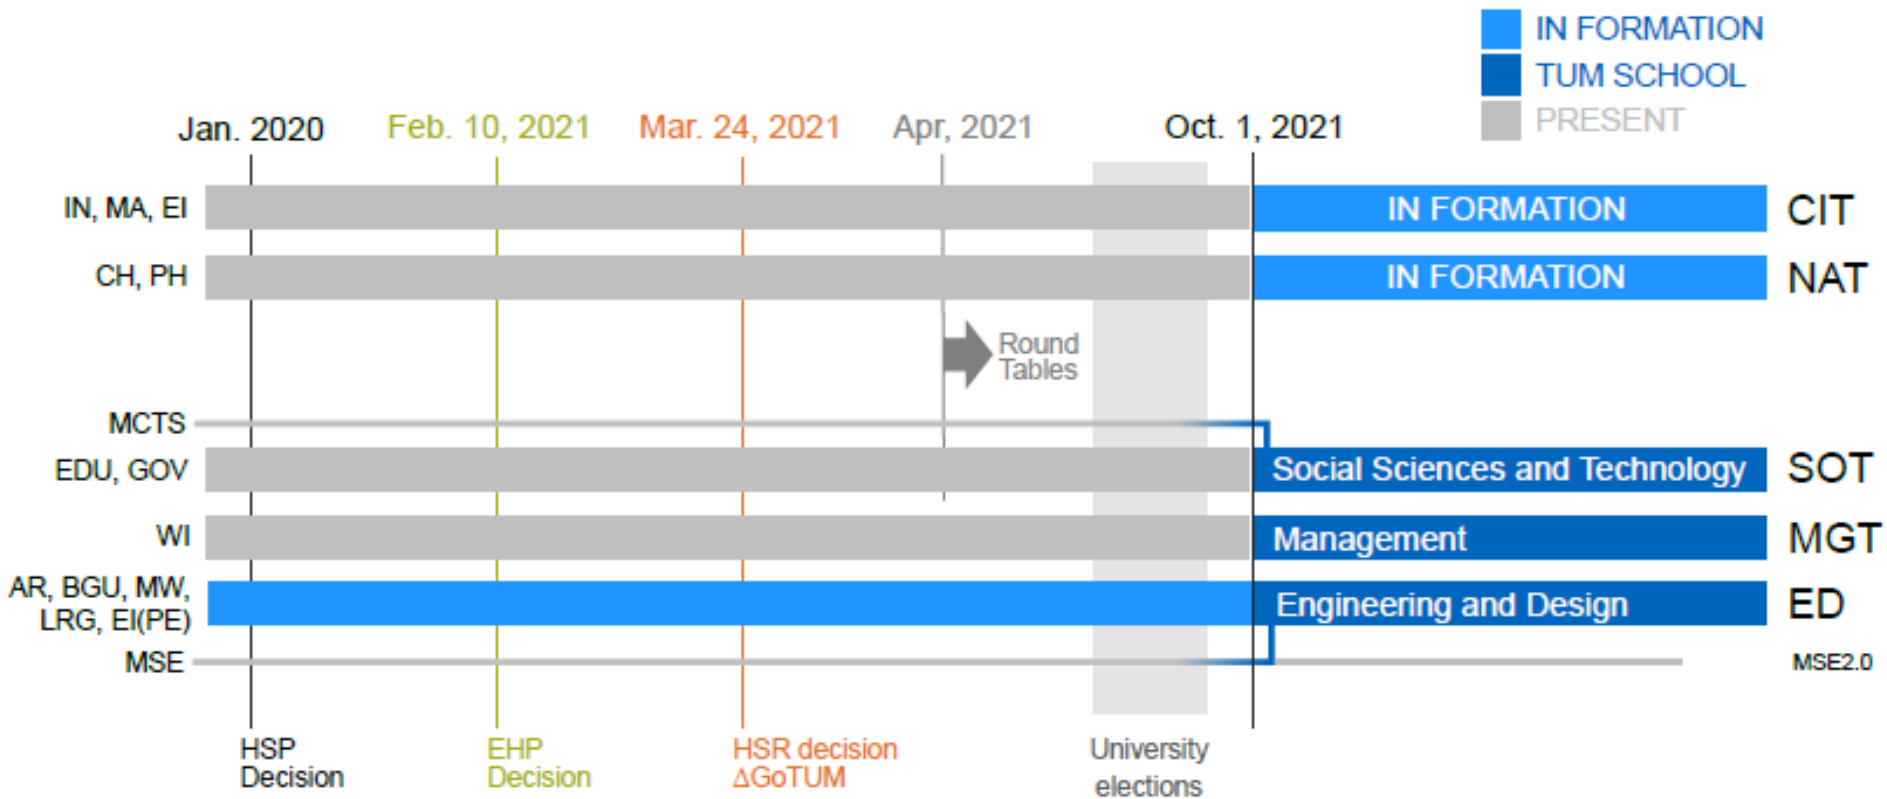 IN FORMATION
TUM SCHOOL
PRESENT
Jan. 2020
Feb. 10, 2021
Mar. 24, 2021
Apr, 2021
Oct. 1, 2021
IN, MA, EI
IN FORMATION
CIT
CH, PH
IN FORMATION
NAT
Round
Tables
MCTS
EDU, GOV
Social Sciences and Technology
SOT
WI
Management
MGT
AR, BGU, MW,
LRG, EI(PE)
Engineering and Design
ED
MSE
MSE2.0
HSP
Decision
EHP
Decision
HSR decision
ΔGoTUM
University
elections